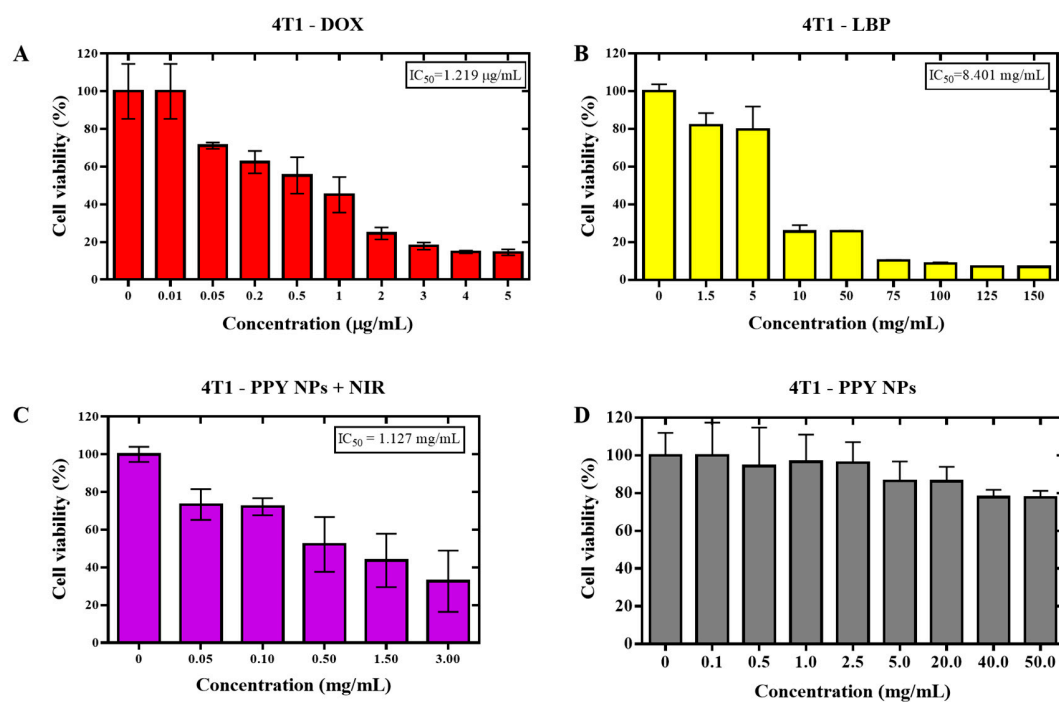 4T1 - DOX
A
IC50=1.219 μg/mL
Cell viability (%)
120
100
80
60
40
20
0
0 0.01 0.05 0.2 0.5 1 2 3 4 5
Concentration (μg/mL)
4T1 - LBP
B
IC50=8.401 mg/mL
Cell viability (%)
120
100
80
60
40
20
0
0 1.5 5 10 50 75 100 125 150
Concentration (mg/mL)
4T1 - PPY NPs + NIR
C
IC50 = 1.127 mg/mL
Cell viability (%)
120
100
80
60
40
20
0
0 0.05 0.10 0.50 1.50 3.00
Concentration (mg/mL)
4T1 - PPY NPs
D
Cell viability (%)
120
100
80
60
40
20
0
0 0.1 0.5 1.0 2.5 5.0 20.0 40.0 50.0
Concentration (mg/mL)